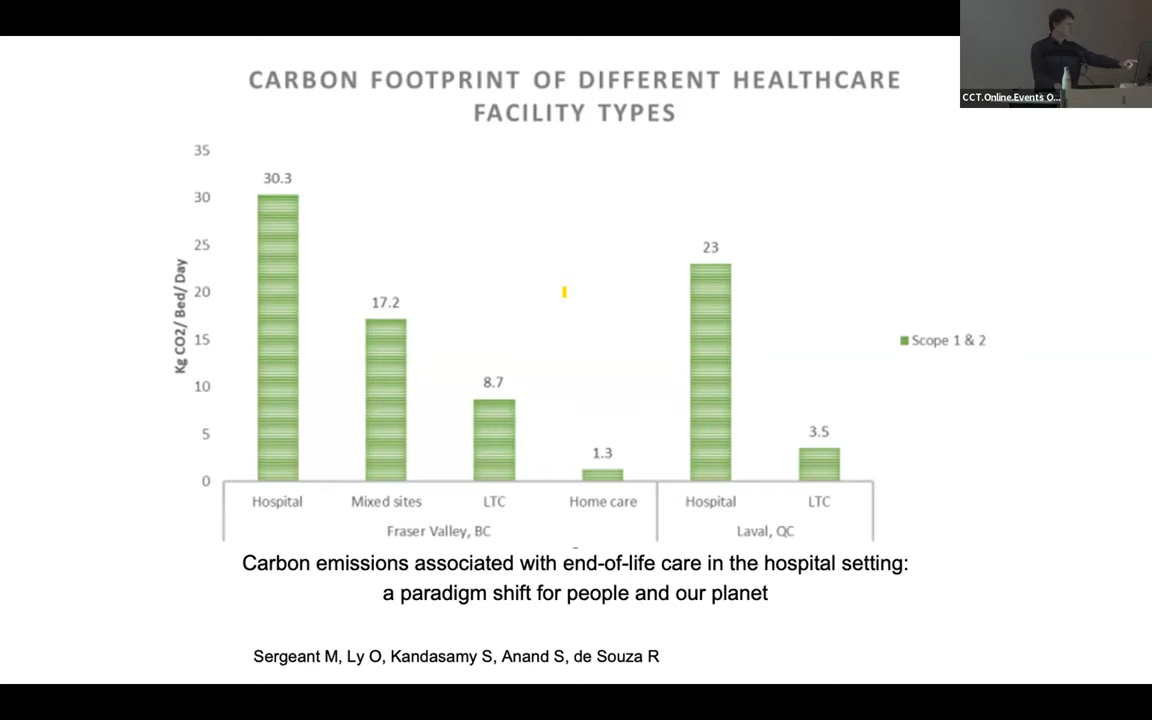 CCT.Online.Events O...
CARBON FOOTPRINT OF DIFFERENT HEALTHCARE
FACILITY TYPES
Kg CO2/ Bed/ Day
35
30
25
20
15
10
5
0
30.3
17.2
8.7
1.3
23
3.5
Scope 1 & 2
Hospital
Mixed sites
LTC
Home care
Hospital
LTC
Fraser Valley, BC
Laval, QC
Carbon emissions associated with end-of-life care in the hospital setting:
a paradigm shift for people and our planet
Sergeant M, Ly O, Kandasamy S, Anand S, de Souza R